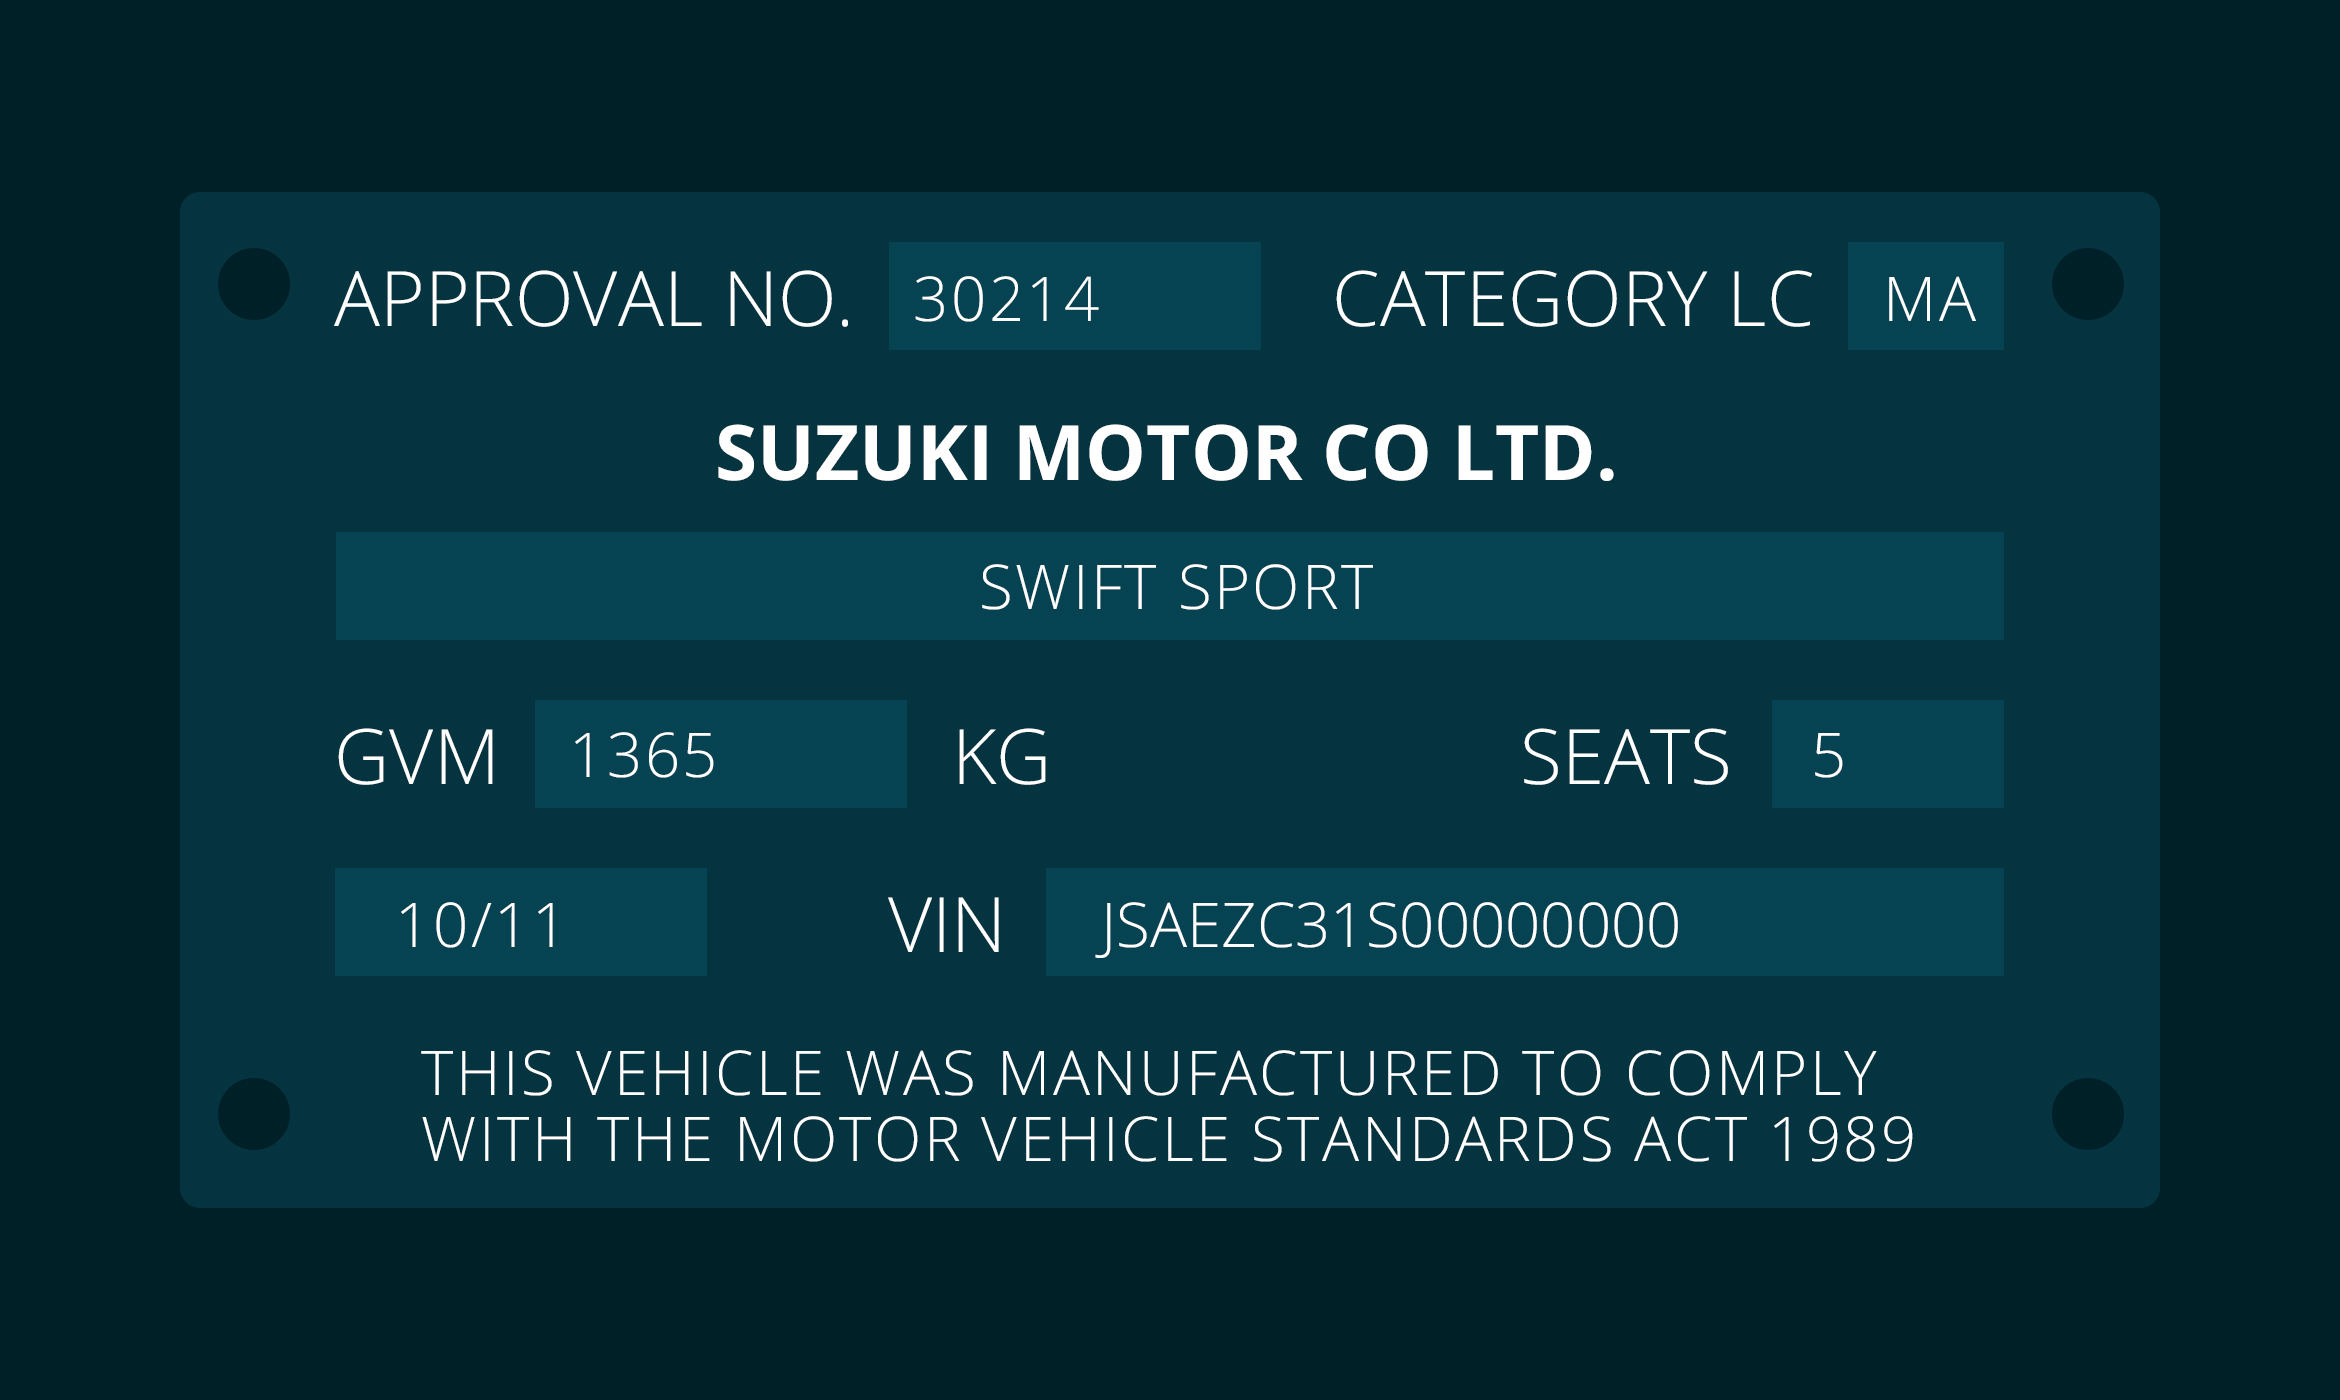 APPROVAL NO. 30214 CATEGORY LC MA
SUZUKI MOTOR CO LTD.
SWIFT SPORT
GVM 1365 KG SEATS 5
10/11 VIN JSAEZC31S00000000
THIS VEHICLE WAS MANUFACTURED TO COMPLY
WITH THE MOTOR VEHICLE STANDARDS ACT 1989